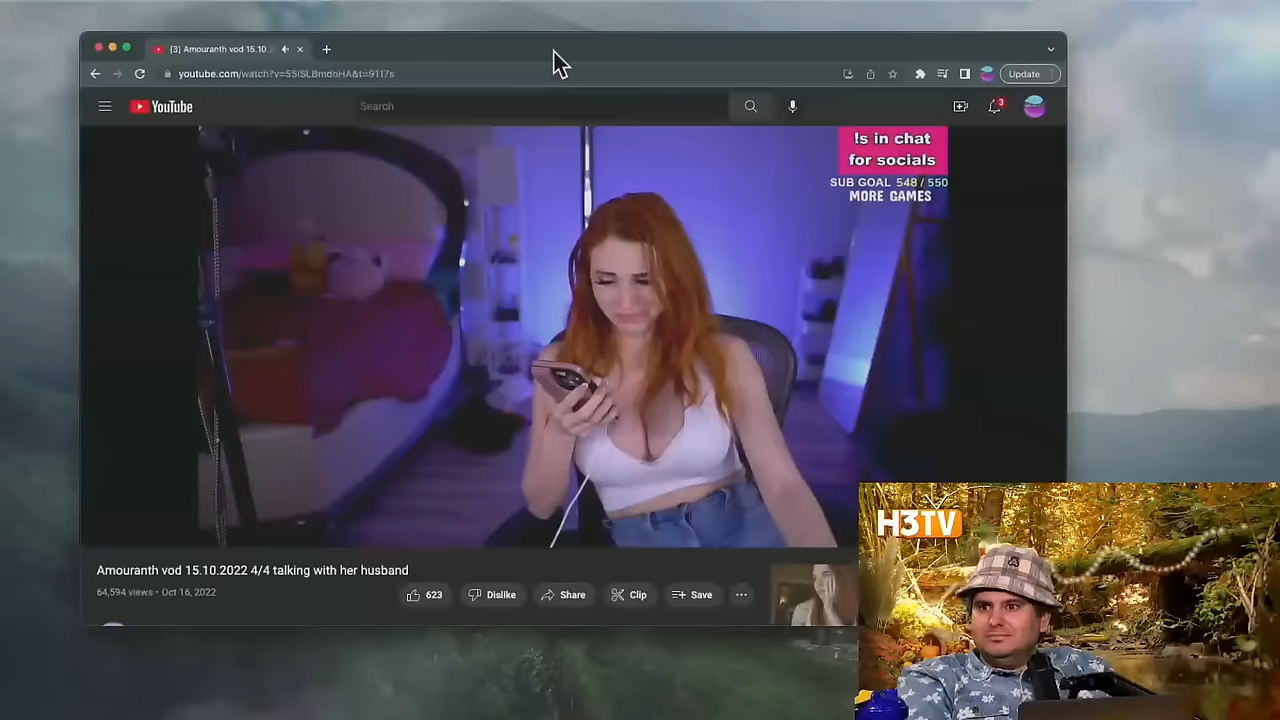 [3] Amouranth vod 15.10.2
youtube.com/watch?v=5SISLBmdoHA&t=9117s
Update
YouTube
Search
3
!s in chat
for socials
SUB GOAL 548 / 550
MORE GAMES
H3TV
Amouranth vod 15.10.2022 4/4 talking with her husband
64,594 views • Oct 16, 2022
623
Dislike
Share
Clip
Save